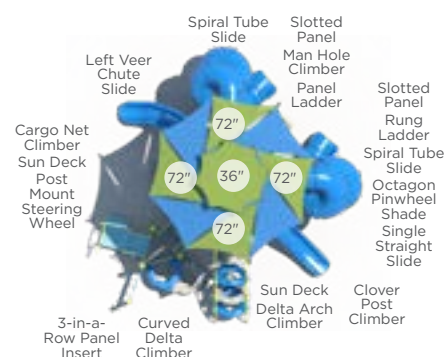 Spiral Tube
Slide
Slotted
Panel
Man Hole
Climber
Panel
Ladder
Left Veer
Chute
Slide
Cargo Net
Climber
Sun Deck
Post
Mount
Steering
Wheel
72"
72"
36"
72"
72"
Slotted
Panel
Rung
Ladder
Spiral Tube
Slide
Octagon
Pinwheel
Shade
Single
Straight
Slide
Sun Deck
Delta Arch
Climber
Clover
Post
Climber
3-in-a-
Row Panel
Insert
Curved
Delta
Climber